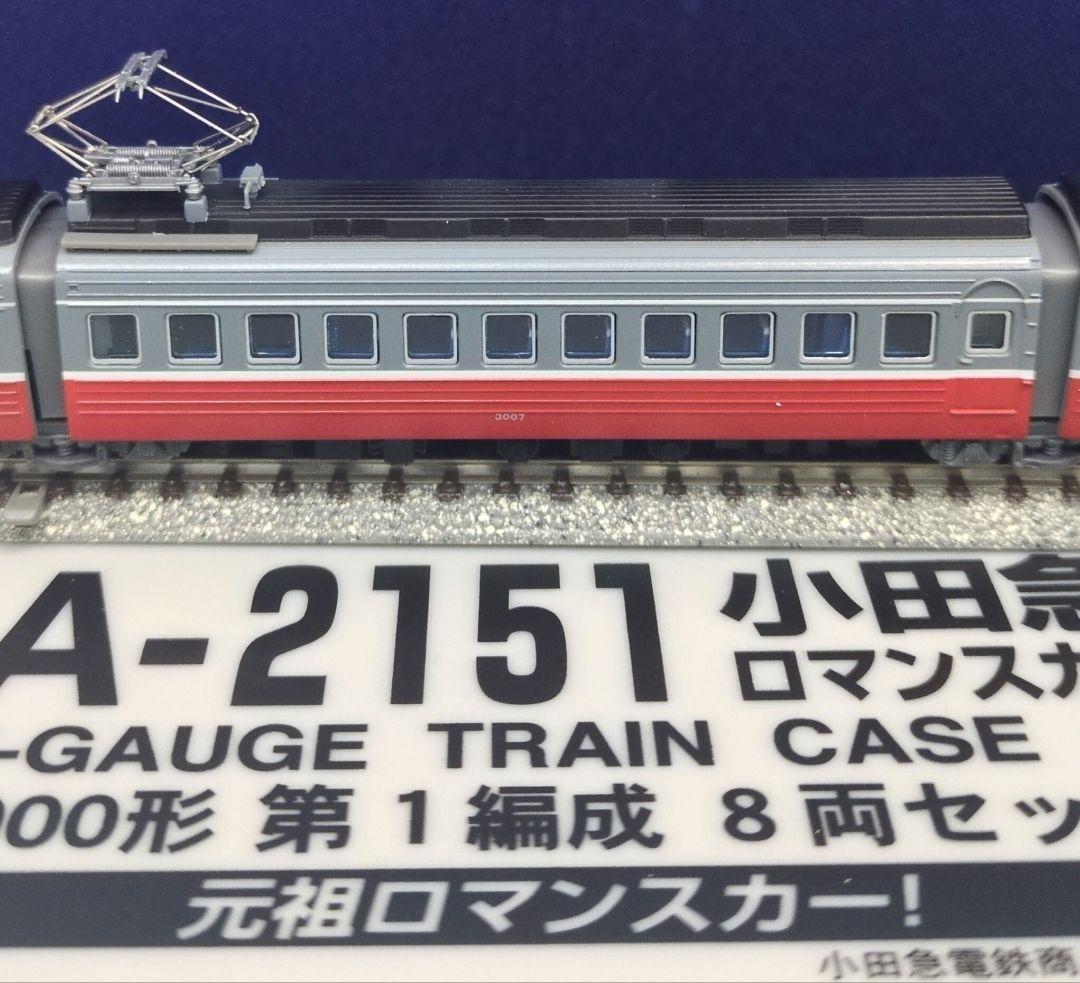 3007
A-2151 小田急
ロマンスカ
-GAUGE TRAIN CASE
000形 第1編成 8両セッ
元祖ロマンスカー!
小田急電鉄商